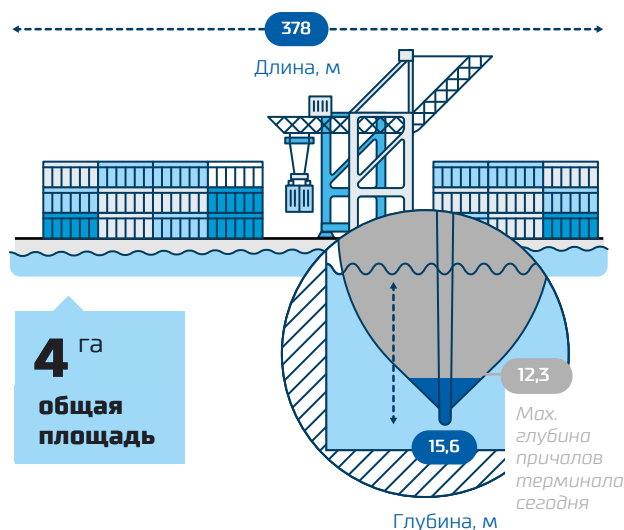 378
Длина, м
4 га
общая
площадь
12,3
Max.
глубина
причалов
терминала
сегодня
15,6
Глубина, м